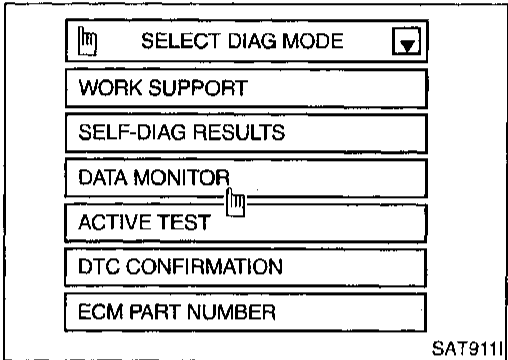 SELECT DIAG MODE
WORK SUPPORT
SELF-DIAG RESULTS
DATA MONITOR
ACTIVE TEST
DTC CONFIRMATION
ECM PART NUMBER
SAT911I